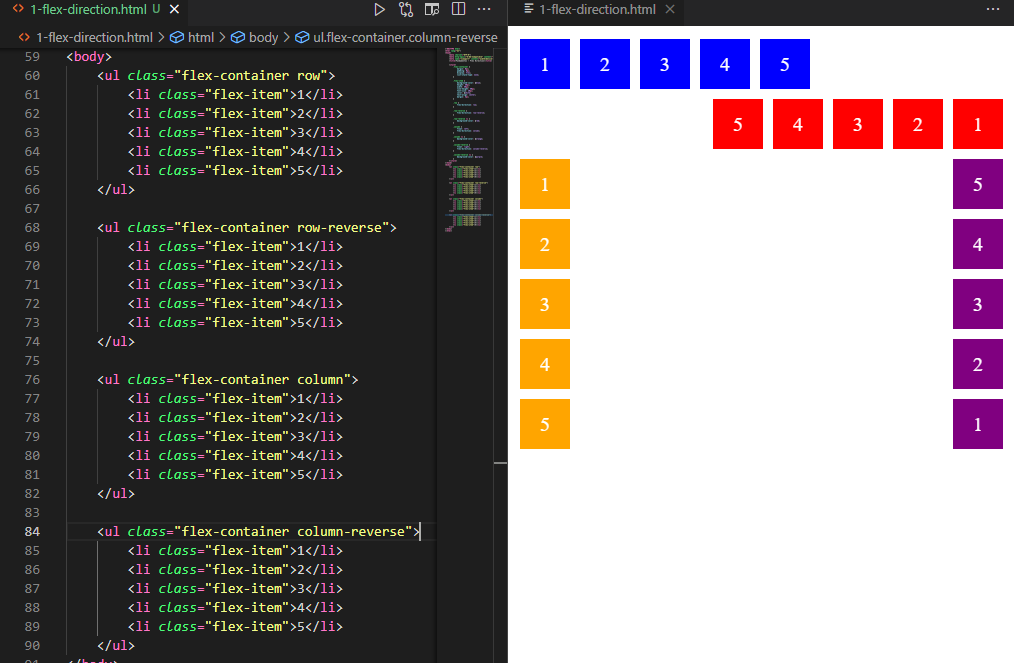 1-flex-direction.html U
1-flex-direction.html
1-flex-direction.html > html > body > ul.flex-container.column-reverse
59 <body>
60 <ul class="flex-container row">
61 <li class="flex-item">1</li>
62 <li class="flex-item">2</li>
63 <li class="flex-item">3</li>
64 <li class="flex-item">4</li>
65 <li class="flex-item">5</li>
66 </ul>
67
68 <ul class="flex-container row-reverse">
69 <li class="flex-item">1</li>
70 <li class="flex-item">2</li>
71 <li class="flex-item">3</li>
72 <li class="flex-item">4</li>
73 <li class="flex-item">5</li>
74 </ul>
75
76 <ul class="flex-container column">
77 <li class="flex-item">1</li>
78 <li class="flex-item">2</li>
79 <li class="flex-item">3</li>
80 <li class="flex-item">4</li>
81 <li class="flex-item">5</li>
82 </ul>
83
84 <ul class="flex-container column-reverse">
85 <li class="flex-item">1</li>
86 <li class="flex-item">2</li>
87 <li class="flex-item">3</li>
88 <li class="flex-item">4</li>
89 <li class="flex-item">5</li>
90 </ul>
91 </body>
1 2 3 4 5
5 4 3 2 1
1 5
2 4
3 3
4 2
5 1